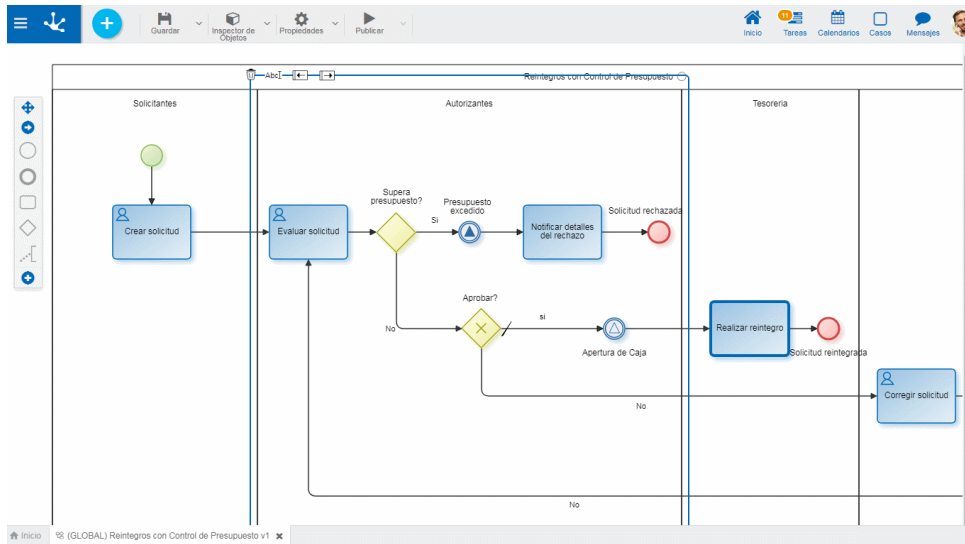 Guardar
Inspector de
Objetos
Propiedades
Publicar
Inicio
11
Tareas
Calendarios
Casos
Mensajes
Abc
Reintegros con Control de Presupuesto
Solicitantes
Autorizantes
Tesoreria
Supera
presupuesto?
Presupuesto
excedido
Si
Solicitud rechazada
Crear solicitud
Evaluar solicitud
Notificar detalles
del rechazo
Aprobar?
No
si
Realizar reintegro
Apertura de Caja
Solicitud reintegrada
Corregir solicitud
No
No
Inicio
(GLOBAL) Reintegros con Control de Presupuesto v1